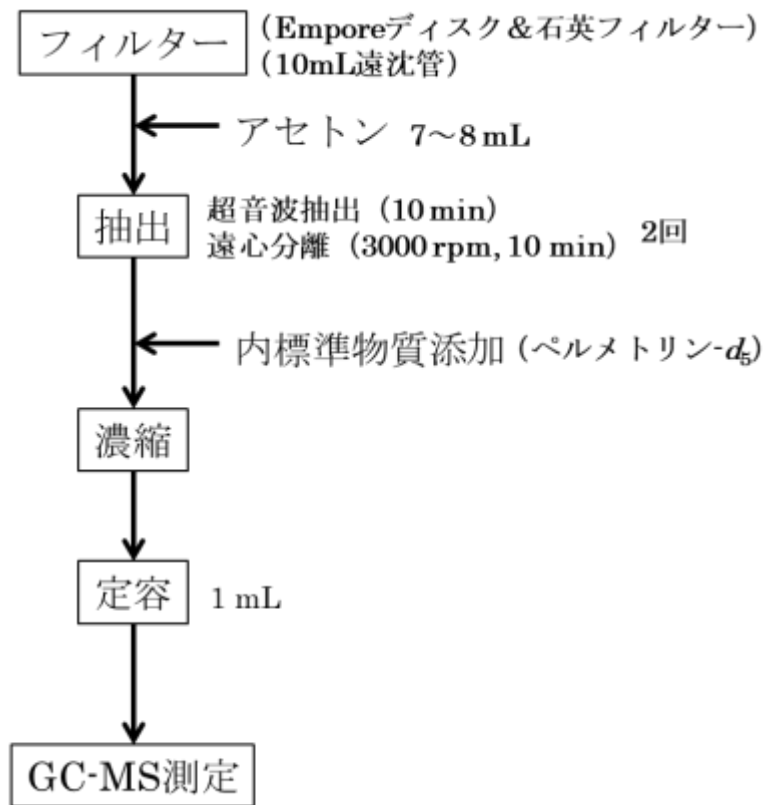 フィルター
(Emporeディスク＆石英フィルター)
(10mL遠沈管)
アセトン 7〜8 mL
抽出
超音波抽出 (10 min)
遠心分離 (3000 rpm, 10 min)
2回
内標準物質添加 (ペルメトリン-d5)
濃縮
定容
1 mL
GC-MS測定